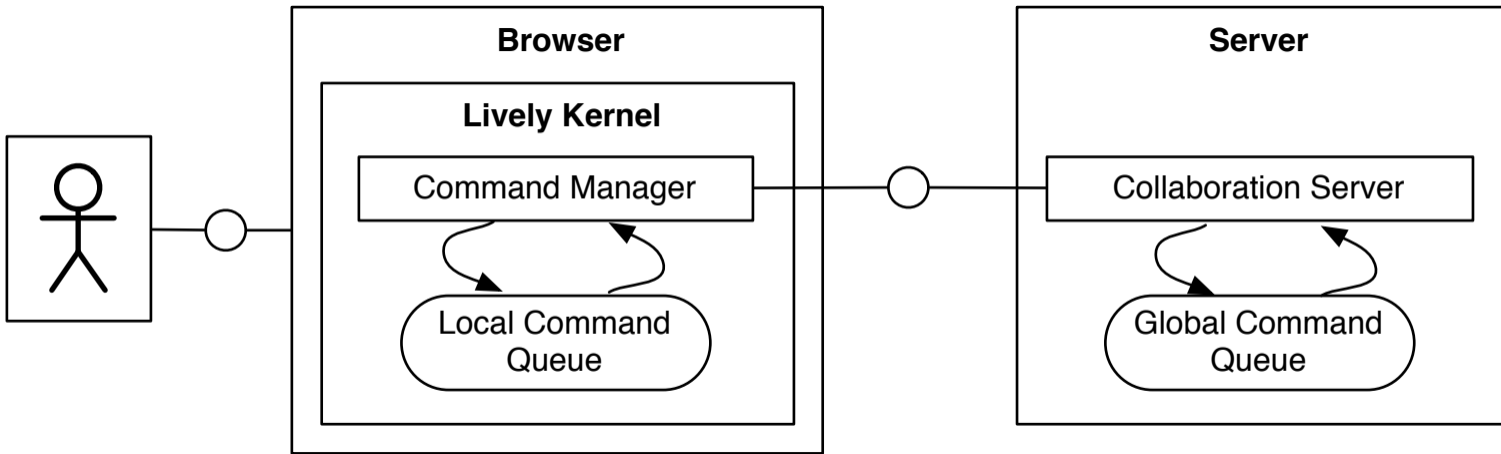 Browser
Server
Lively Kernel
Command Manager
Collaboration Server
Local Command
Queue
Global Command
Queue